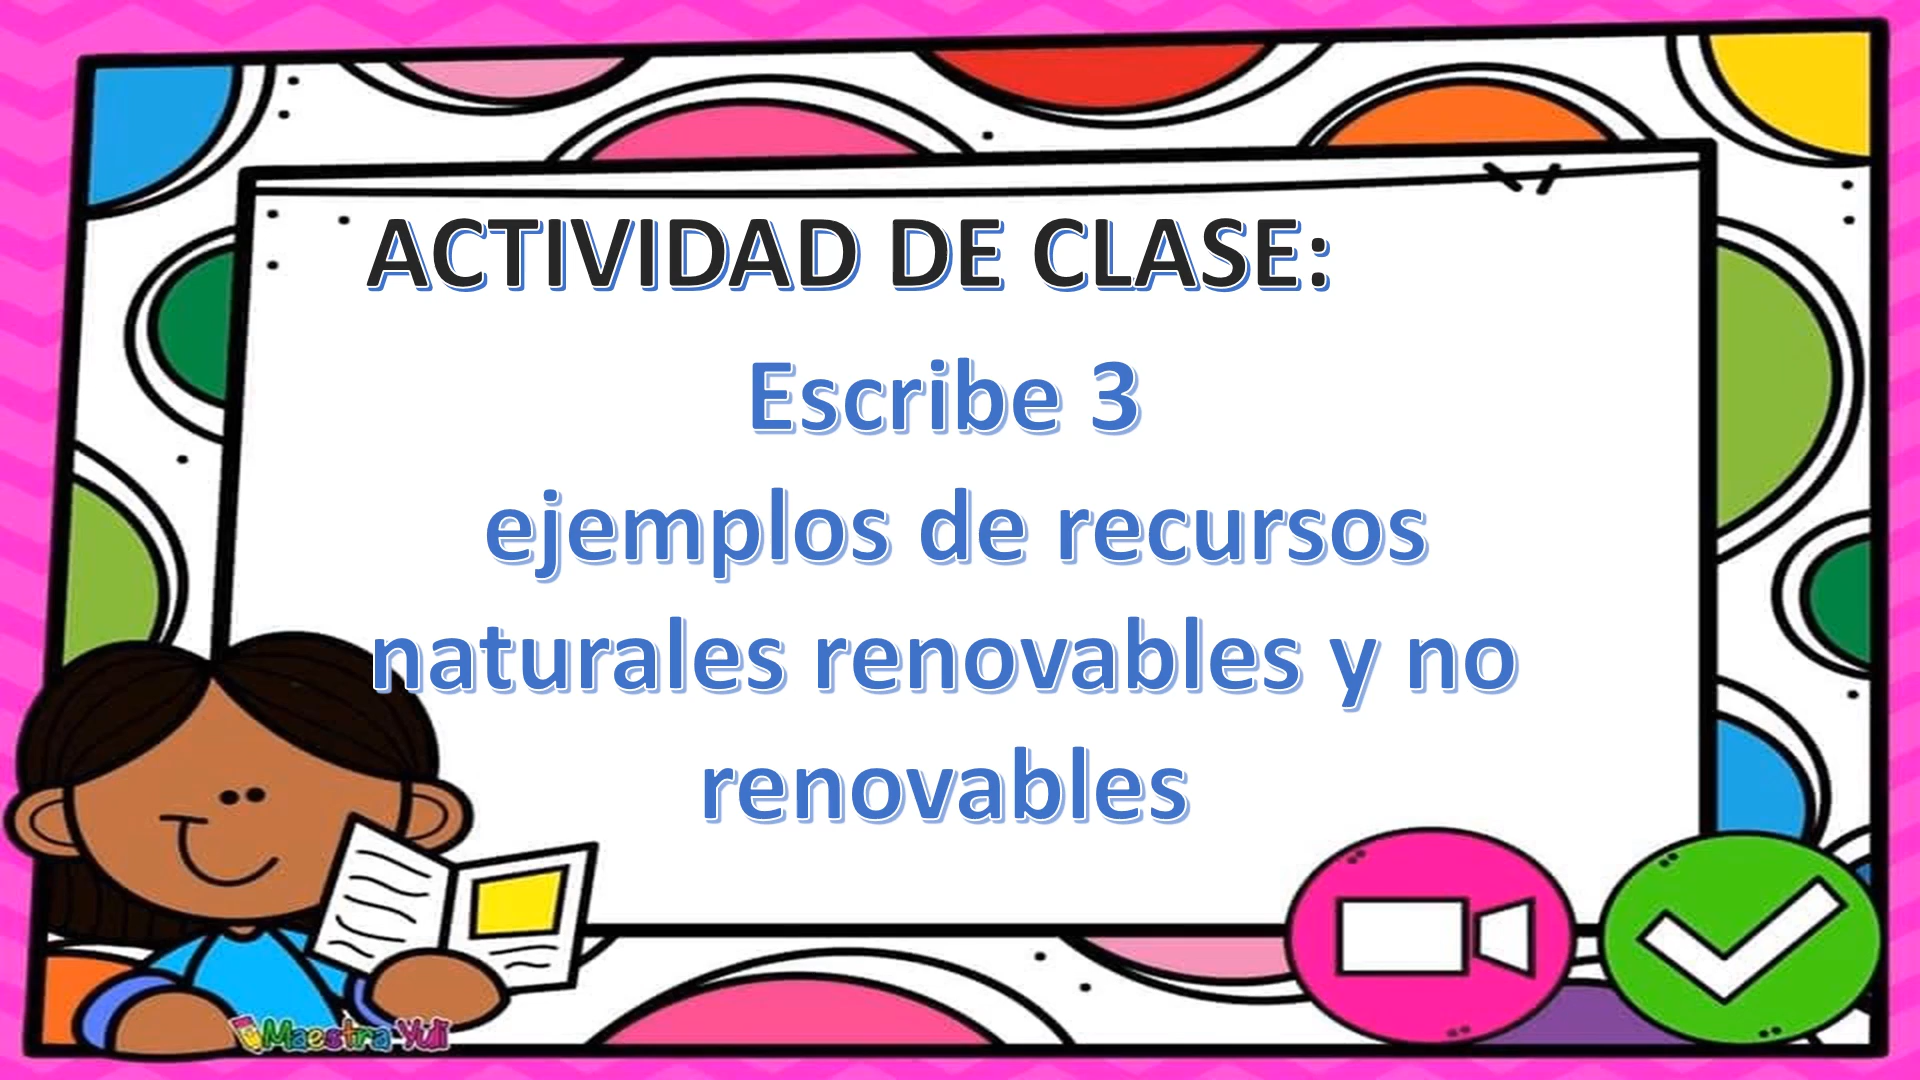 ACTIVIDAD DE CLASE:
Escribe 3
ejemplos de recursos
naturales renovables y no
renovables
Maestra Yuli